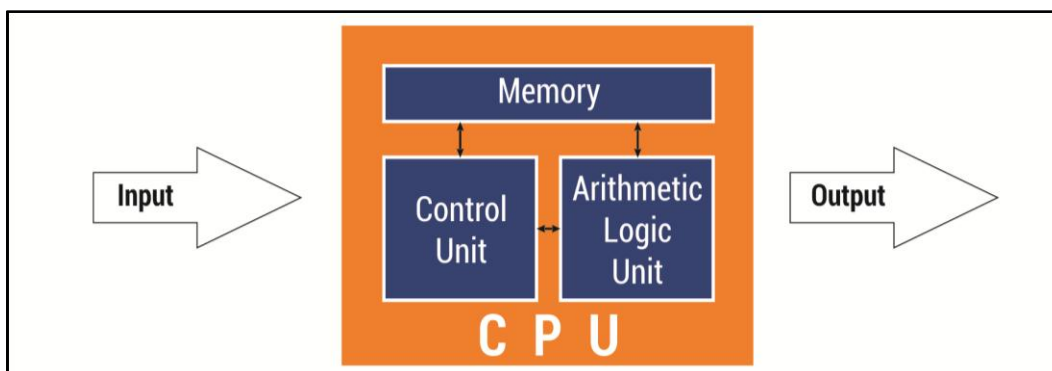 Memory
Input
Control
Unit
Arithmetic
Logic
Unit
Output
C P U